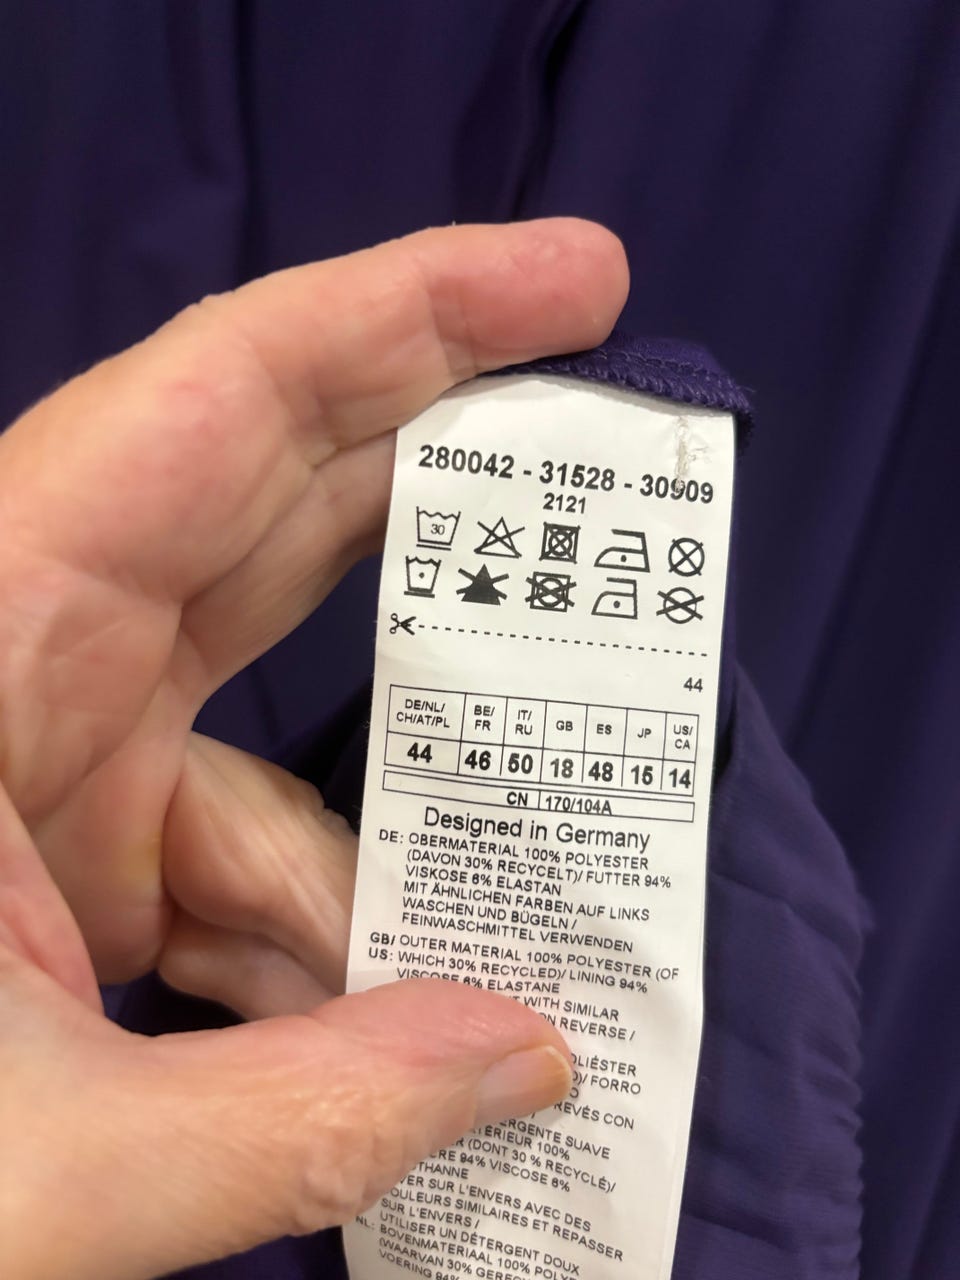 280042 - 31528 - 30909
2121
30
44
DE/NL/ CH/AT/PL BE/ FR IT/ RU GB ES JP US/ CA
44 46 50 18 48 15 14
CN 170/104A
Designed in Germany
DE: OBERMATERIAL 100% POLYESTER
(DAVON 30% RECYCELT)/ FUTTER 94%
VISKOSE 6% ELASTAN
MIT ÄHNLICHEN FARBEN AUF LINKS
WASCHEN UND BÜGELN /
FEINWASCHMITTEL VERWENDEN
GB/ US: OUTER MATERIAL 100% POLYESTER (OF
WHICH 30% RECYCLED)/ LINING 94%
VISCOSE 6% ELASTANE
WITH SIMILAR
REVERSE /
FORRO
REVÉS CON
SUAVE
100%
(DONT 30 % RECYCLÉ)/
94% VISCOSE 6%
SUR L'ENVERS AVEC DES
SIMILAIRES ET REPASSER
SUR L'ENVERS /
UTILISER UN DÉTERGENT DOUX
NL: BOVENMATERIAAL 100%
(WAARVAN 30%
VOERING 94%